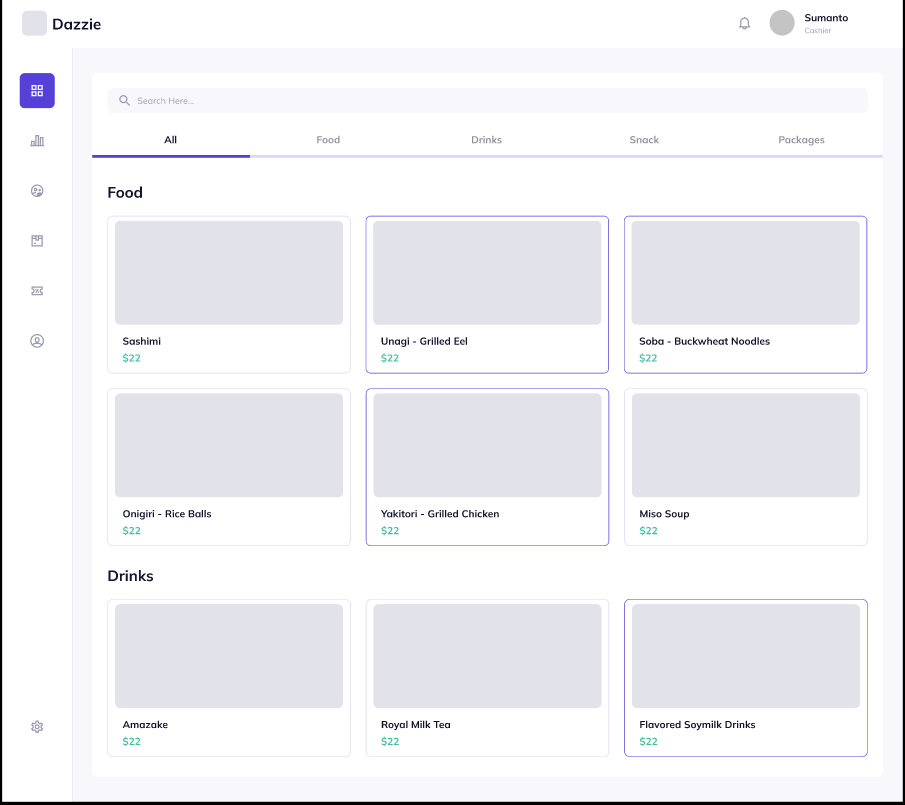 Dazzie
Sumanto
Cashier
Search Here...
All
Food
Drinks
Snack
Packages
Food
Sashimi
$22
Unagi - Grilled Eel
$22
Soba - Buckwheat Noodles
$22
Onigiri - Rice Balls
$22
Yakitori - Grilled Chicken
$22
Miso Soup
$22
Drinks
Amazake
$22
Royal Milk Tea
$22
Flavored Soymilk Drinks
$22